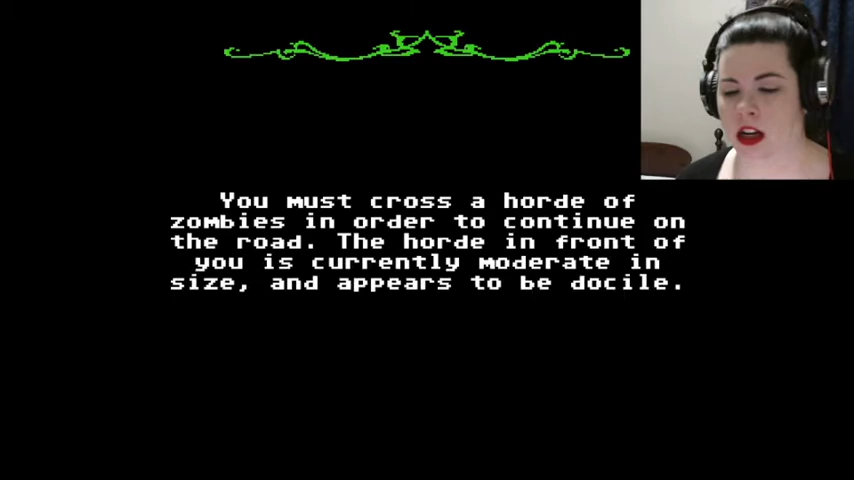 You must cross a horde of
zombies in order to continue on
the road. The horde in front of
you is currently moderate in
size, and appears to be docile.